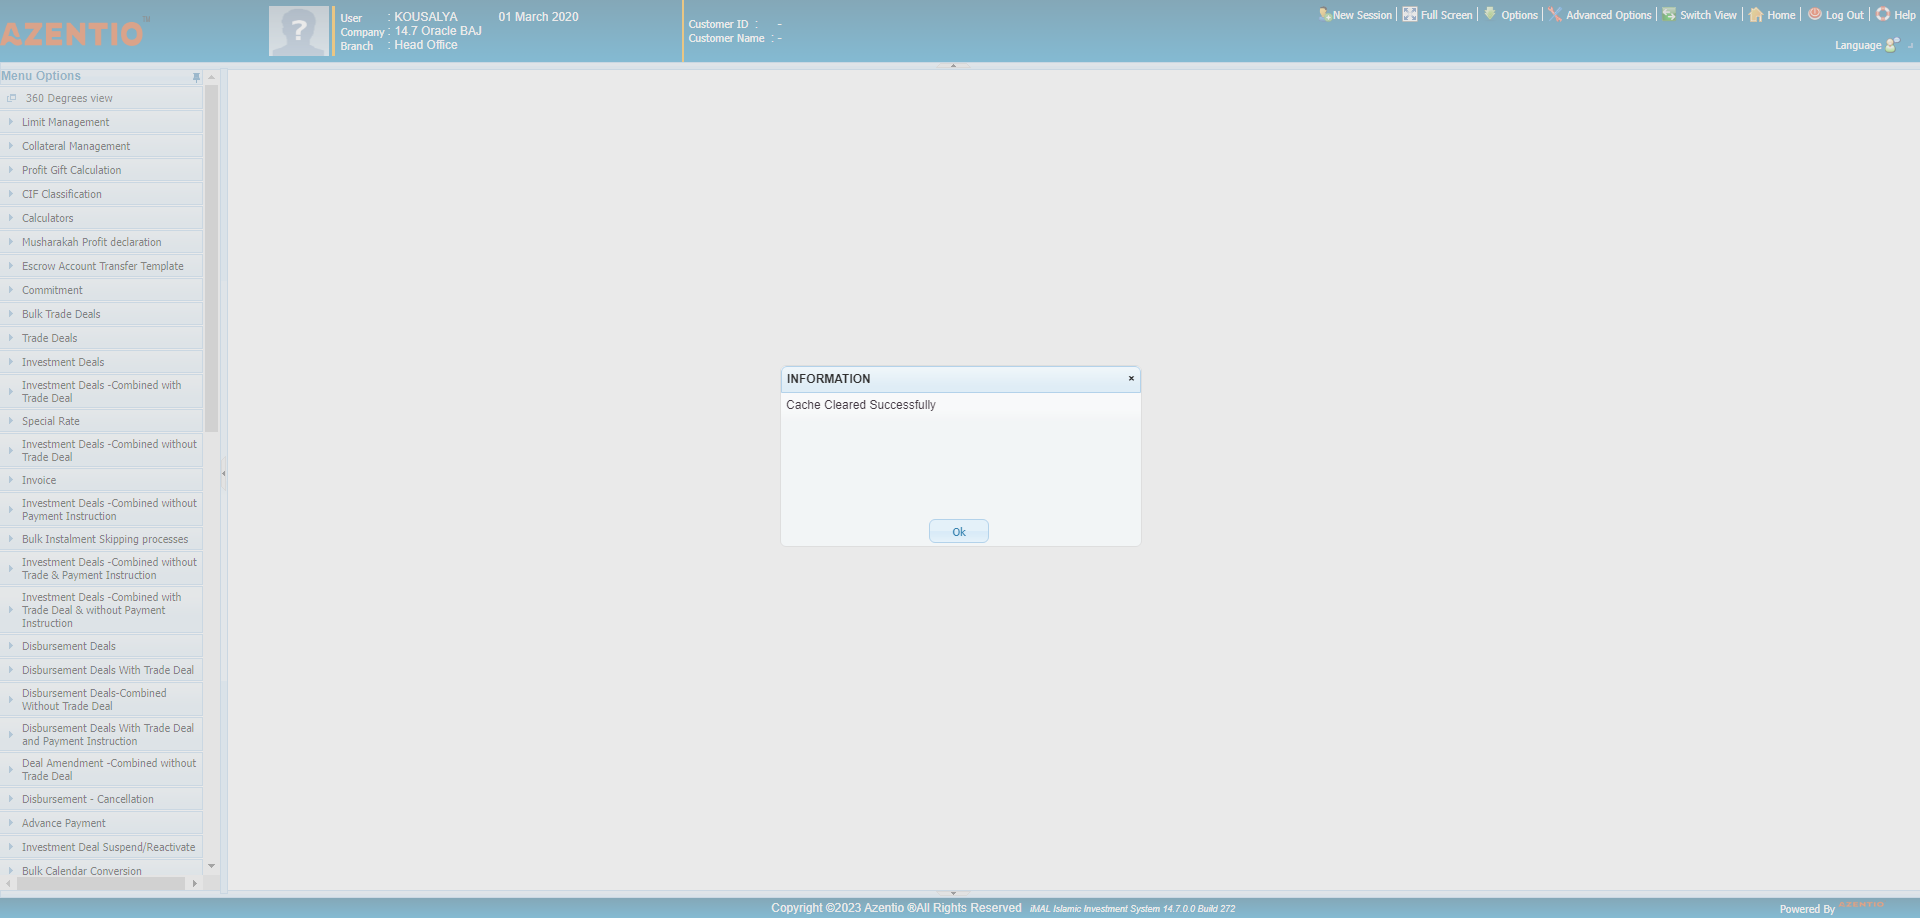 AZENTIO™
User : KOUSALYA 01 March 2020
Company : 14.7 Oracle BAJ
Branch : Head Office
Customer ID : -
Customer Name : -
New Session | Full Screen | Options | Advanced Options | Switch View | Home | Log Out | Help
Language
Menu Options
360 Degrees view
Limit Management
Collateral Management
Profit Gift Calculation
CIF Classification
Calculators
Musharakah Profit declaration
Escrow Account Transfer Template
Commitment
Bulk Trade Deals
Trade Deals
Investment Deals
Investment Deals -Combined with
Trade Deal
Special Rate
Investment Deals -Combined without
Trade Deal
Invoice
Investment Deals -Combined without
Payment Instruction
Bulk Instalment Skipping processes
Investment Deals -Combined without
Trade & Payment Instruction
Investment Deals -Combined with
Trade Deal & without Payment
Instruction
Disbursement Deals
Disbursement Deals With Trade Deal
Disbursement Deals-Combined
Without Trade Deal
Disbursement Deals With Trade Deal
and Payment Instruction
Deal Amendment -Combined without
Trade Deal
Disbursement - Cancellation
Advance Payment
Investment Deal Suspend/Reactivate
Bulk Calendar Conversion
INFORMATION ×
Cache Cleared Successfully
Ok
Copyright ©2023 Azentio ®All Rights Reserved iMAL Islamic Investment System 14.7.0.0 Build 272
Powered By AZENTIO